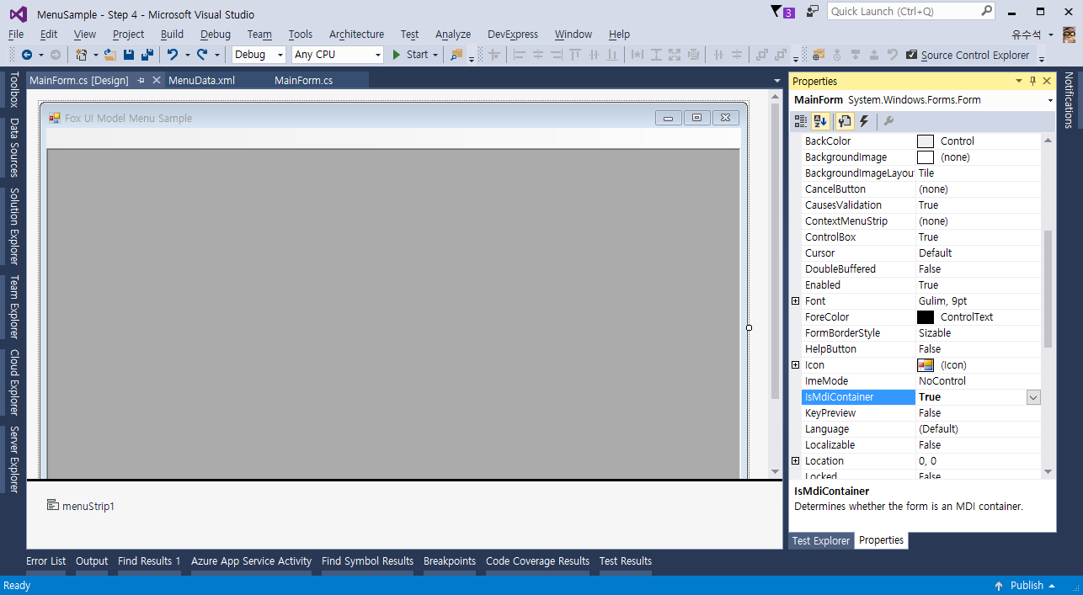 MenuSample - Step 4 - Microsoft Visual Studio
3
Quick Launch (Ctrl+Q)
File Edit View Project Build Debug Team Tools Architecture Test Analyze DevExpress Window Help
유수석
Debug Any CPU Start Source Control Explorer
Toolbox
Data Sources
Solution Explorer
Team Explorer
Cloud Explorer
Server Explorer
MainForm.cs [Design] MenuData.xml MainForm.cs
Fox UI Model Menu Sample
menuStrip1
Properties
MainForm System.Windows.Forms.Form
BackColor Control
BackgroundImage (none)
BackgroundImageLayou Tile
CancelButton (none)
CausesValidation True
ContextMenuStrip (none)
ControlBox True
Cursor Default
DoubleBuffered False
Enabled True
Font Gulim, 9pt
ForeColor ControlText
FormBorderStyle Sizable
HelpButton False
Icon (Icon)
ImeMode NoControl
IsMdiContainer True
KeyPreview False
Language (Default)
Localizable False
Location 0, 0
Locked False
IsMdiContainer
Determines whether the form is an MDI container.
Test Explorer Properties
Notifications
Error List Output Find Results 1 Azure App Service Activity Find Symbol Results Breakpoints Code Coverage Results Test Results
Ready
Publish